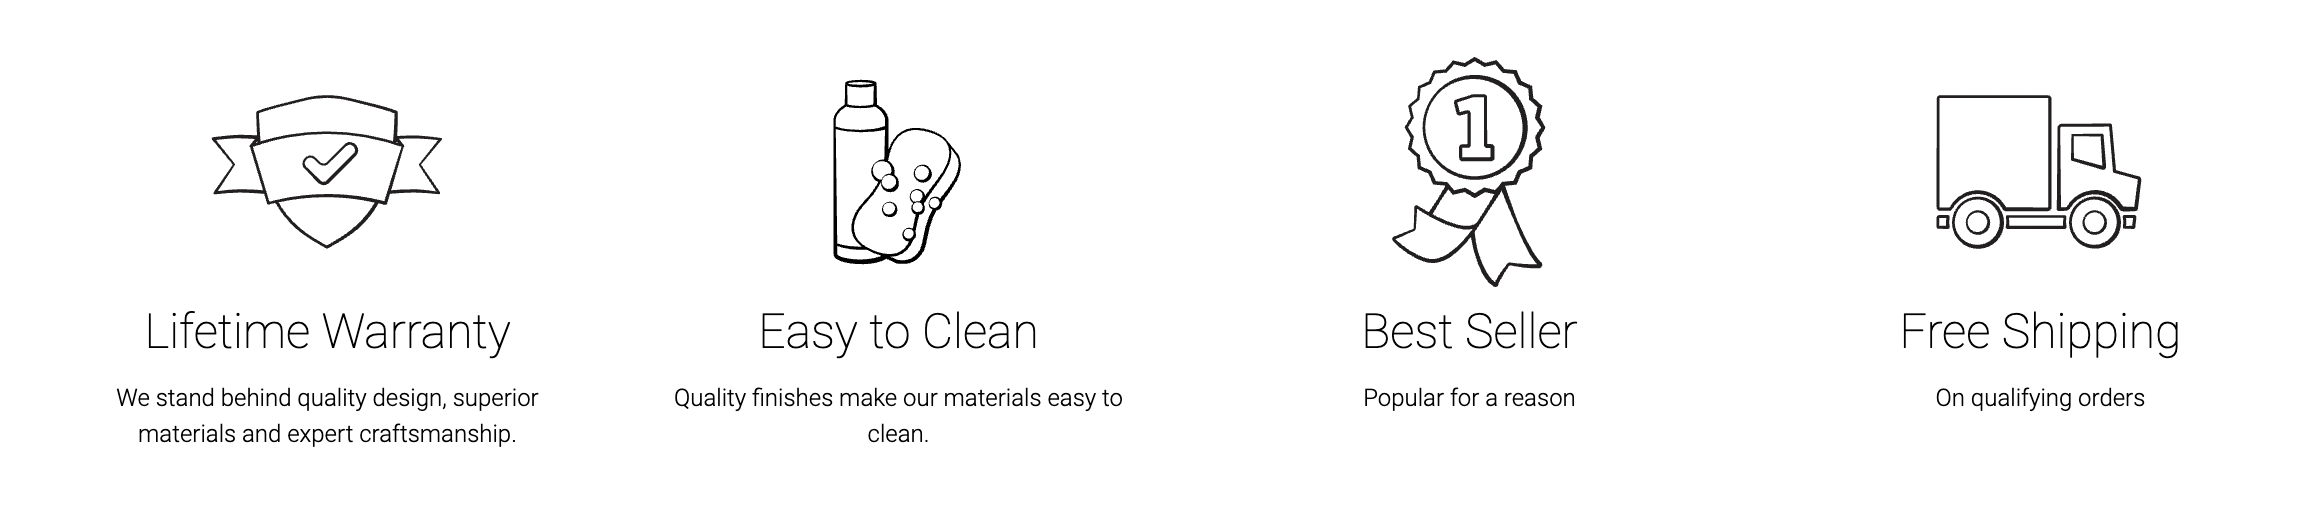 1
Lifetime Warranty
We stand behind quality design, superior
materials and expert craftsmanship.
Easy to Clean
Quality finishes make our materials easy to
clean.
Best Seller
Popular for a reason
Free Shipping
On qualifying orders